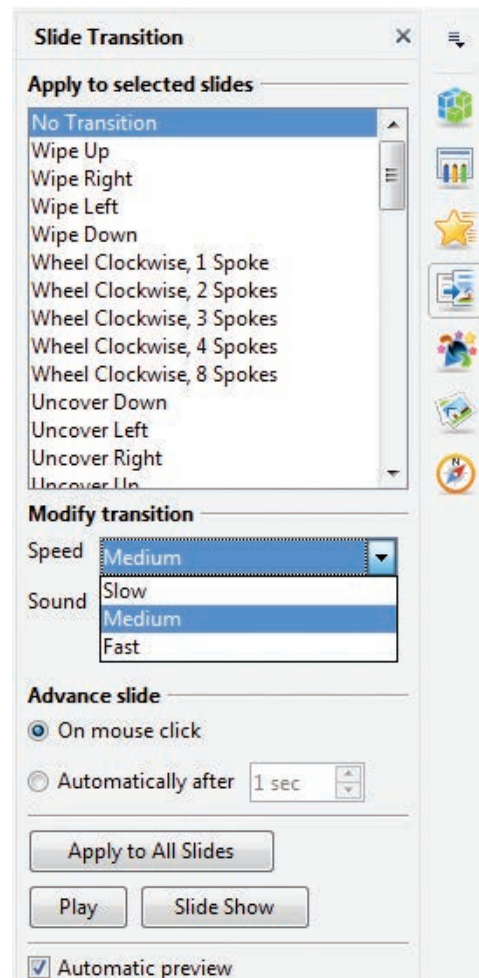 Slide Transition
Apply to selected slides
No Transition
Wipe Up
Wipe Right
Wipe Left
Wipe Down
Wheel Clockwise, 1 Spoke
Wheel Clockwise, 2 Spokes
Wheel Clockwise, 3 Spokes
Wheel Clockwise, 4 Spokes
Wheel Clockwise, 8 Spokes
Uncover Down
Uncover Left
Uncover Right
Uncover Up
Modify transition
Speed Medium
Slow
Sound Medium
Fast
Advance slide
On mouse click
Automatically after 1 sec
Apply to All Slides
Play Slide Show
Automatic preview
N